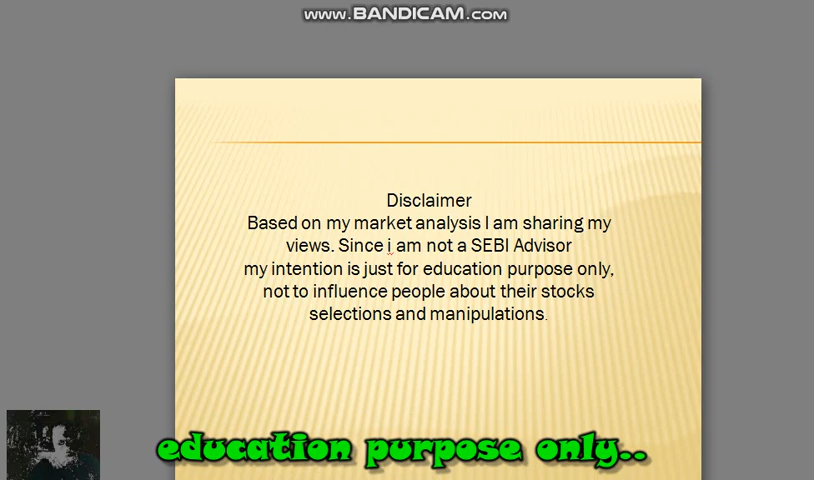 www.BANDICAM.com
Disclaimer
Based on my market analysis I am sharing my
views. Since i am not a SEBI Advisor
my intention is just for education purpose only,
not to influence people about their stocks
selections and manipulations.
education purpose only..